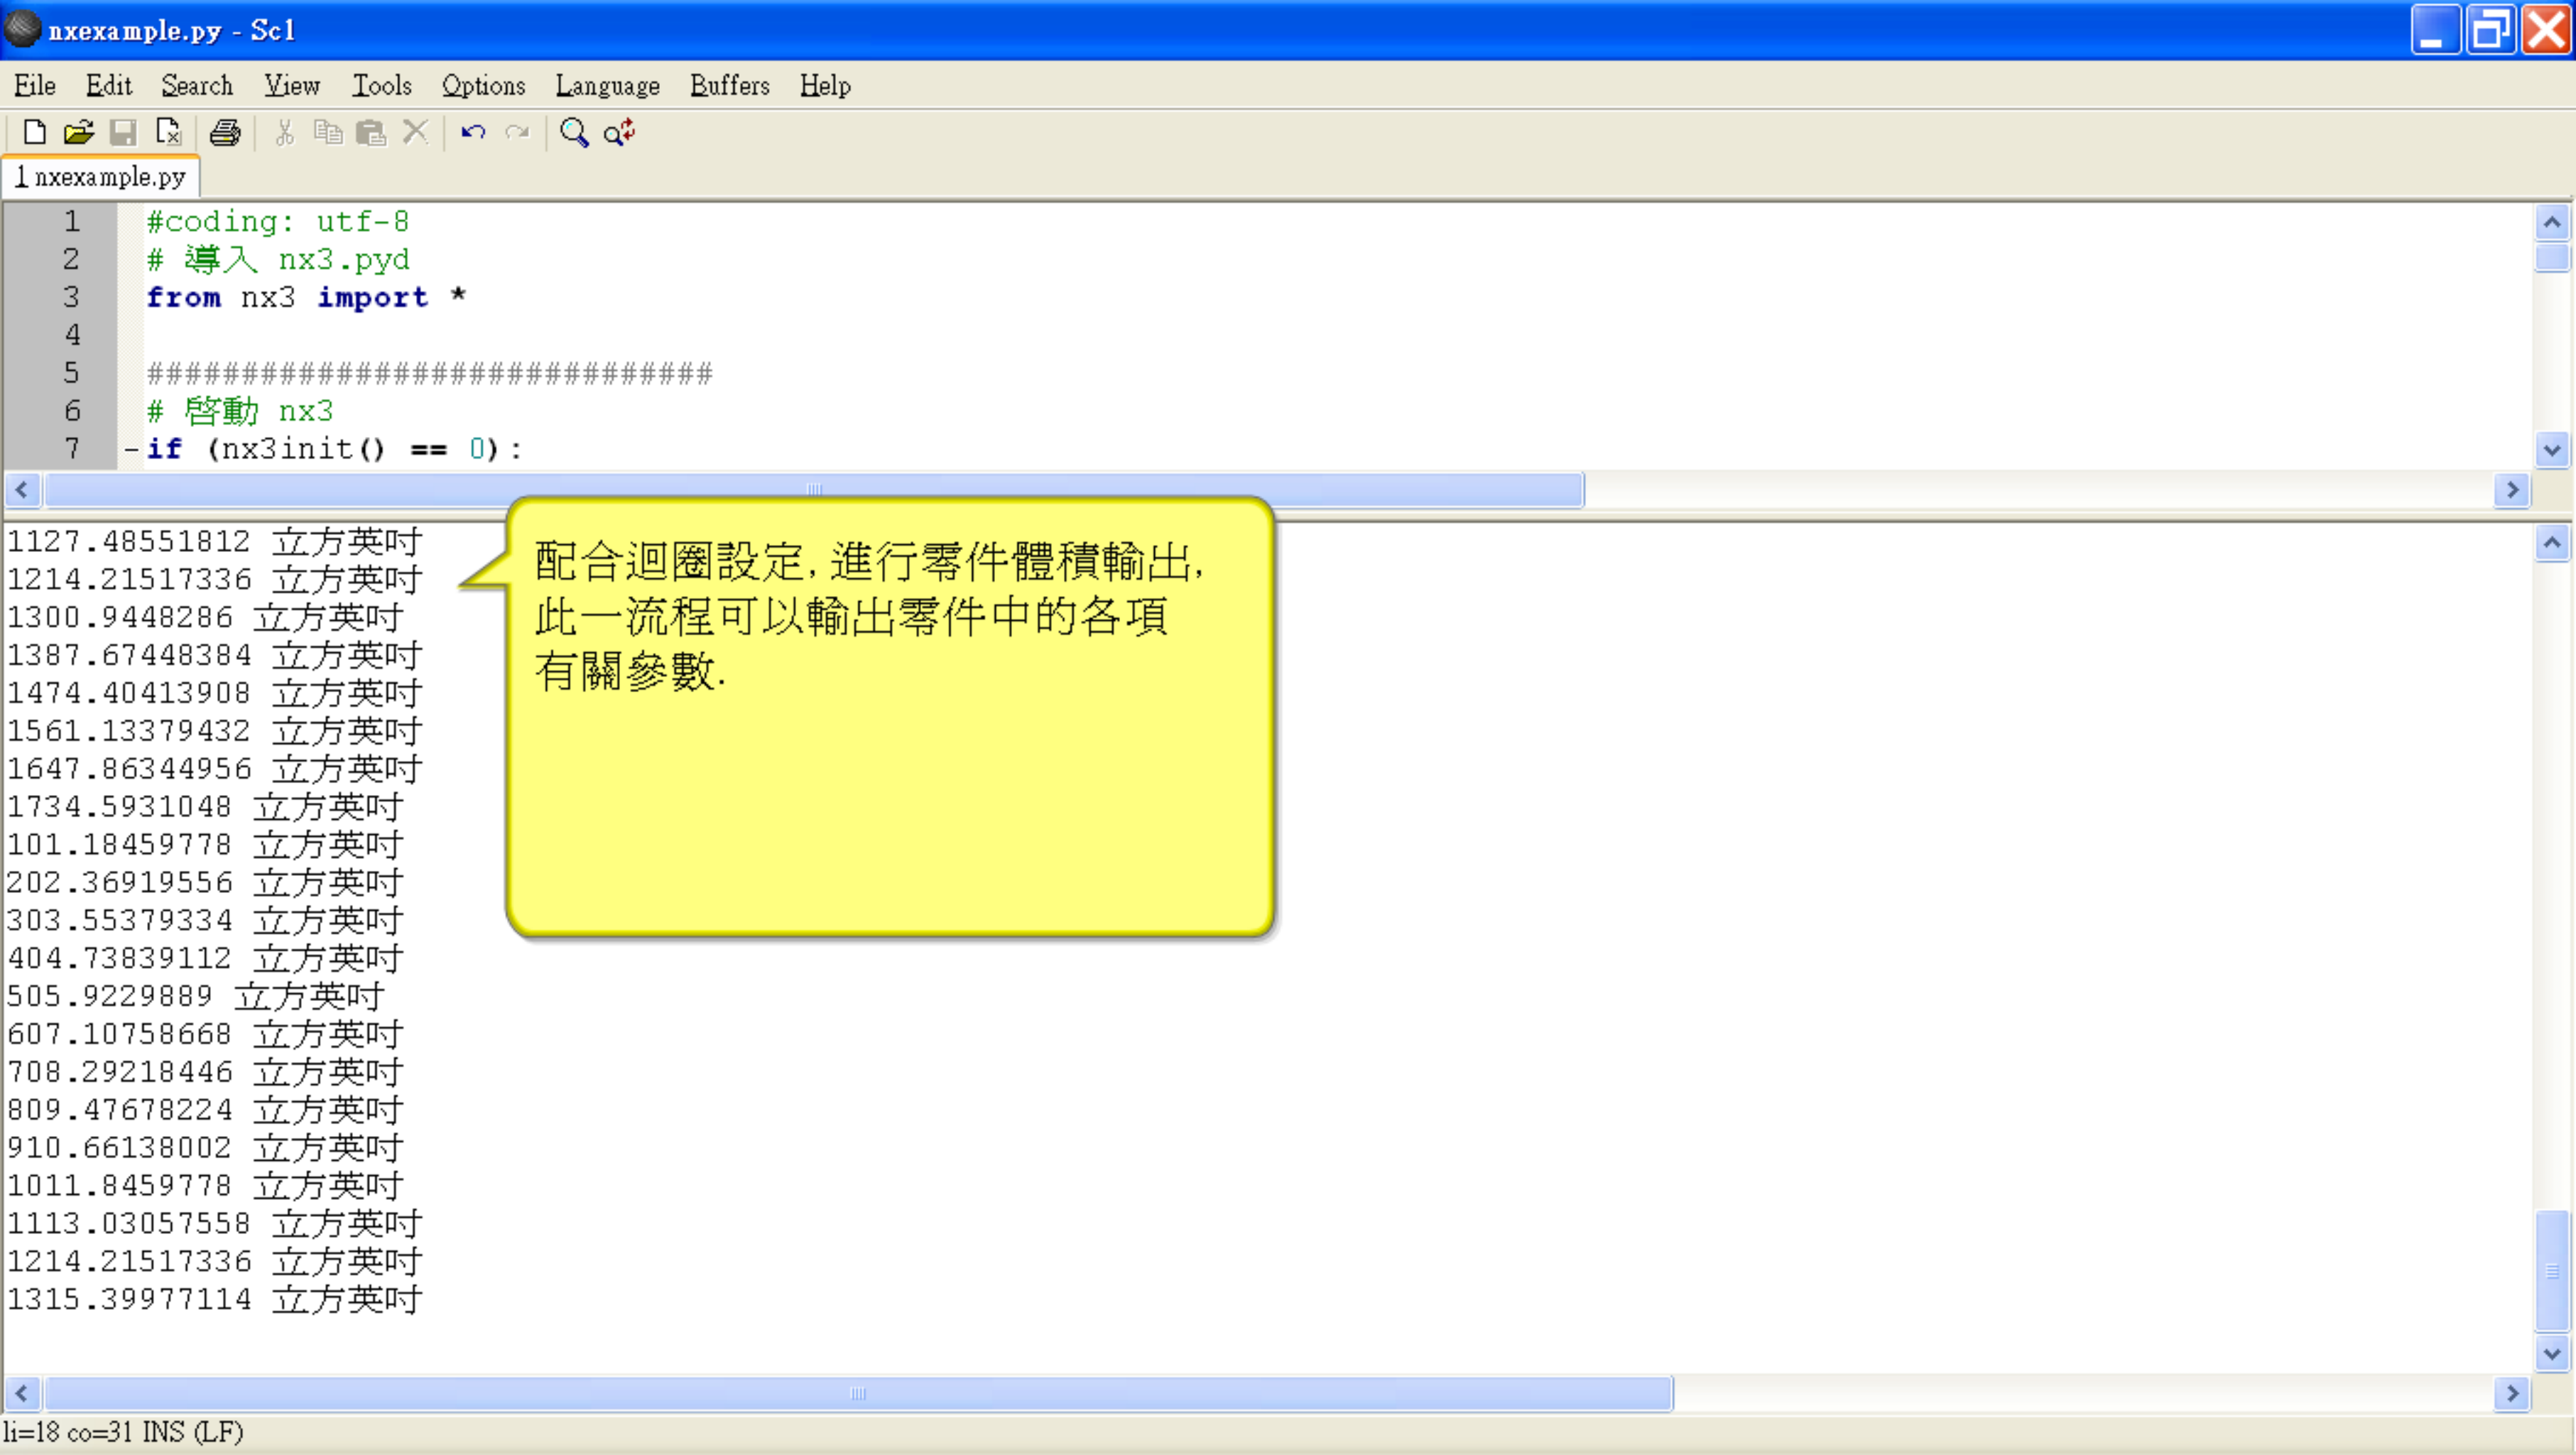 nxexample.py - Sc1
File Edit Search View Tools Options Language Buffers Help
1 nxexample.py
1 #coding: utf-8
2 # 導入 nx3.pyd
3 from nx3 import *
4
5 ##############################
6 # 啓動 nx3
7 if (nx3init() == 0):
1127.48551812 立方英吋
1214.21517336 立方英吋
1300.9448286 立方英吋
1387.67448384 立方英吋
1474.40413908 立方英吋
1561.13379432 立方英吋
1647.86344956 立方英吋
1734.5931048 立方英吋
101.18459778 立方英吋
202.36919556 立方英吋
303.55379334 立方英吋
404.73839112 立方英吋
505.9229889 立方英吋
607.10758668 立方英吋
708.29218446 立方英吋
809.47678224 立方英吋
910.66138002 立方英吋
1011.8459778 立方英吋
1113.03057558 立方英吋
1214.21517336 立方英吋
1315.39977114 立方英吋
配合迴圈設定, 進行零件體積輸出,
此一流程可以輸出零件中的各項
有關參數.
li=18 co=31 INS (LF)